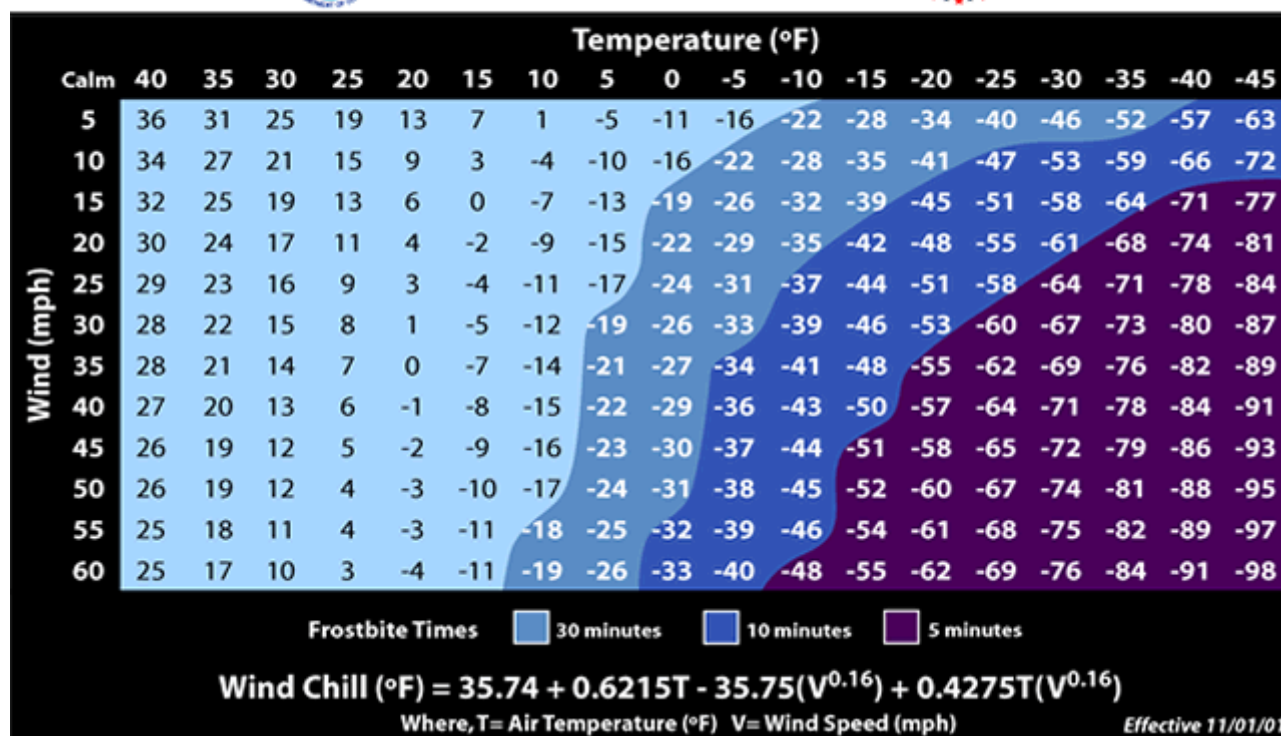 Temperature (ºF)
Calm 40 35 30 25 20 15 10 5 0 -5 -10 -15 -20 -25 -30 -35 -40 -45
5 36 31 25 19 13 7 1 -5 -11 -16 -22 -28 -34 -40 -46 -52 -57 -63
10 34 27 21 15 9 3 -4 -10 -16 -22 -28 -35 -41 -47 -53 -59 -66 -72
15 32 25 19 13 6 0 -7 -13 -19 -26 -32 -39 -45 -51 -58 -64 -71 -77
20 30 24 17 11 4 -2 -9 -15 -22 -29 -35 -42 -48 -55 -61 -68 -74 -81
25 29 23 16 9 3 -4 -11 -17 -24 -31 -37 -44 -51 -58 -64 -71 -78 -84
30 28 22 15 8 1 -5 -12 -19 -26 -33 -39 -46 -53 -60 -67 -73 -80 -87
35 28 21 14 7 0 -7 -14 -21 -27 -34 -41 -48 -55 -62 -69 -76 -82 -89
40 27 20 13 6 -1 -8 -15 -22 -29 -36 -43 -50 -57 -64 -71 -78 -84 -91
45 26 19 12 5 -2 -9 -16 -23 -30 -37 -44 -51 -58 -65 -72 -79 -86 -93
50 26 19 12 4 -3 -10 -17 -24 -31 -38 -45 -52 -60 -67 -74 -81 -88 -95
55 25 18 11 4 -3 -11 -18 -25 -32 -39 -46 -54 -61 -68 -75 -82 -89 -97
60 25 17 10 3 -4 -11 -19 -26 -33 -40 -48 -55 -62 -69 -76 -84 -91 -98
Wind (mph)
Frostbite Times 30 minutes 10 minutes 5 minutes
Wind Chill (ºF) = 35.74 + 0.6215T - 35.75(V^0.16) + 0.4275T(V^0.16)
Where, T= Air Temperature (ºF) V= Wind Speed (mph) Effective 11/01/01